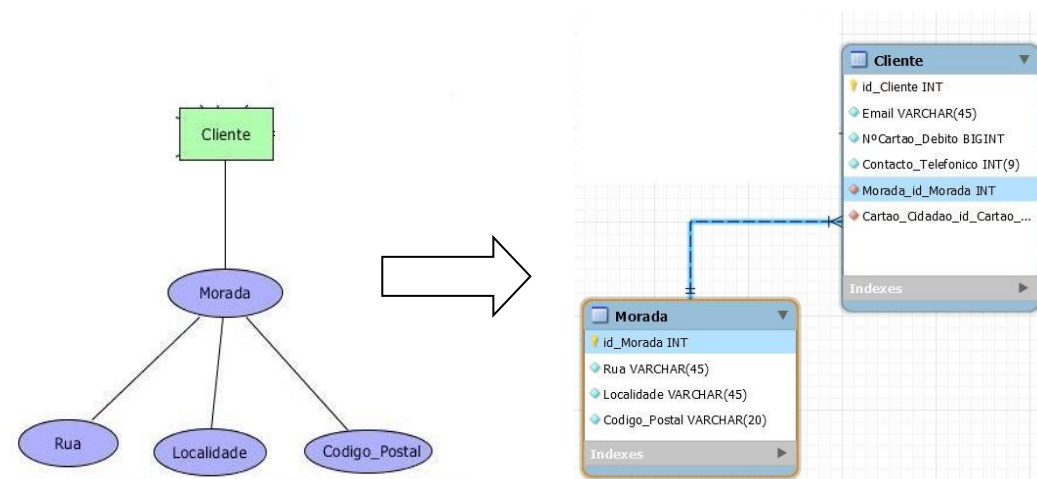 Cliente
Morada
Rua
Localidade
Codigo_Postal
Cliente
id_Cliente INT
Email VARCHAR(45)
NºCartao_Debito BIGINT
Contacto_Telefonico INT(9)
Morada_id_Morada INT
Cartao_Cidadao_id_Cartao_...
Indexes
Morada
id_Morada INT
Rua VARCHAR(45)
Localidade VARCHAR(45)
Codigo_Postal VARCHAR(20)
Indexes